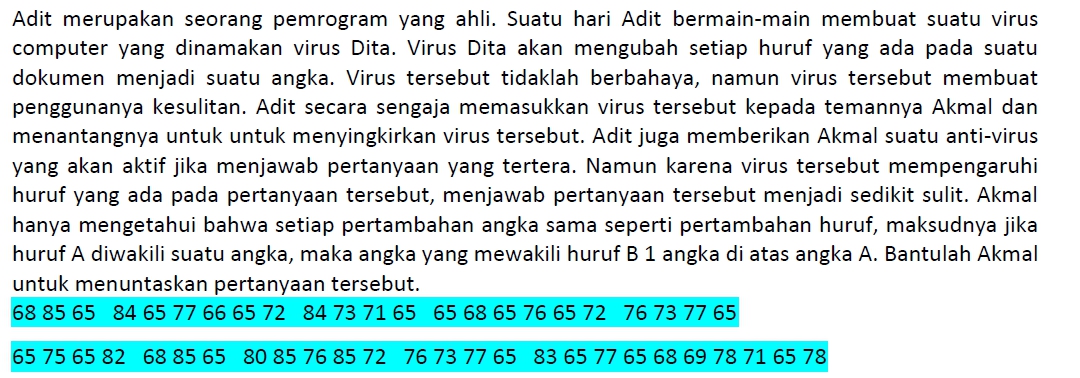 Adit merupakan seorang pemrogram yang ahli. Suatu hari Adit bermain-main membuat suatu virus
computer yang dinamakan virus Dita. Virus Dita akan mengubah setiap huruf yang ada pada suatu
dokumen menjadi suatu angka. Virus tersebut tidaklah berbahaya, namun virus tersebut membuat
penggunanya kesulitan. Adit secara sengaja memasukkan virus tersebut kepada temannya Akmal dan
menantangnya untuk untuk menyingkirkan virus tersebut. Adit juga memberikan Akmal suatu anti-virus
yang akan aktif jika menjawab pertanyaan yang tertera. Namun karena virus tersebut mempengaruhi
huruf yang ada pada pertanyaan tersebut, menjawab pertanyaan tersebut menjadi sedikit sulit. Akmal
hanya mengetahui bahwa setiap pertambahan angka sama seperti pertambahan huruf, maksudnya jika
huruf A diwakili suatu angka, maka angka yang mewakili huruf B 1 angka di atas angka A. Bantulah Akmal
untuk menuntaskan pertanyaan tersebut.
68 85 65 84 65 77 66 65 72 84 73 71 65 65 68 65 76 65 72 76 73 77 65
65 75 65 82 68 85 65 80 85 76 85 72 76 73 77 65 83 65 77 65 68 69 78 71 65 78